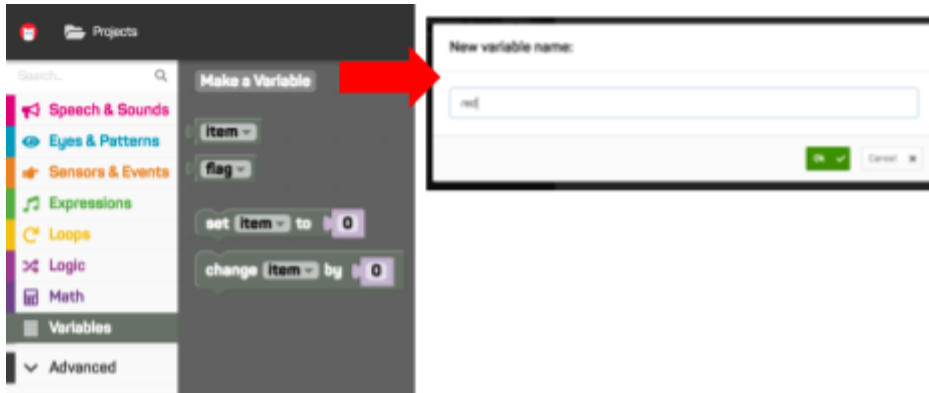 Projects
Search...
Speech & Sounds
Eyes & Patterns
Sensors & Events
Expressions
Loops
Logic
Math
Variables
Advanced
Make a Variable
item
flag
set item to 0
change item by 0
New variable name:
red
Ok
Cancel